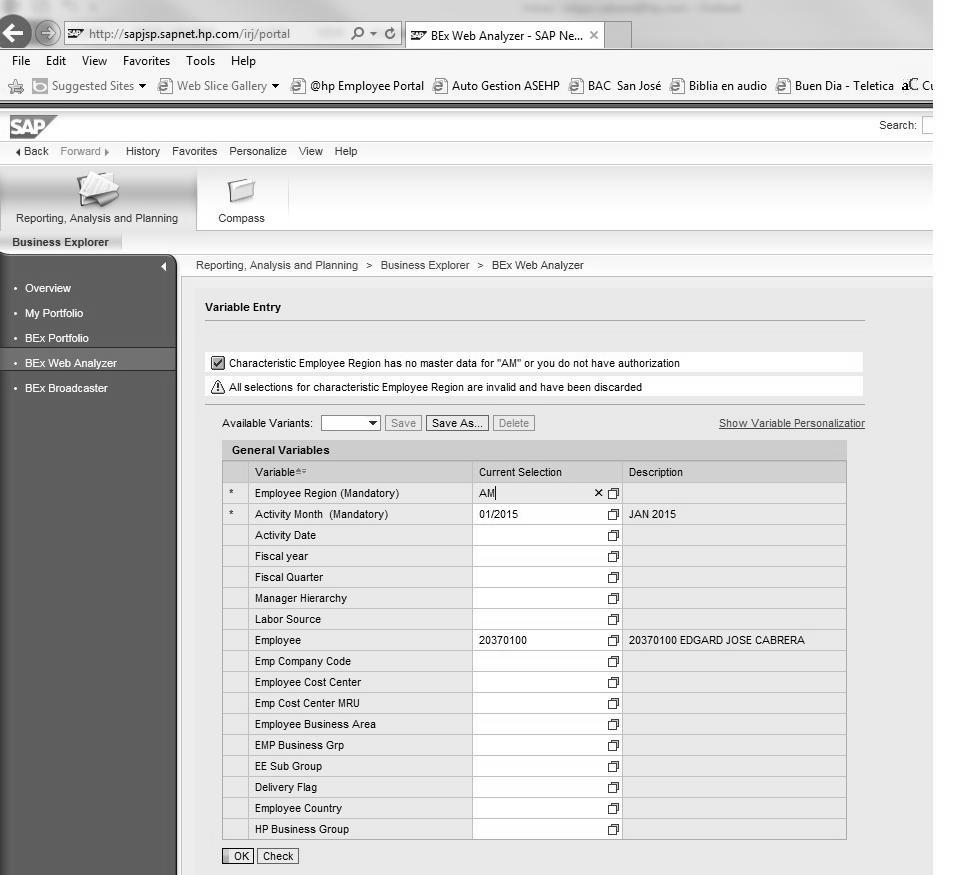 http://sapjsp.sapnet.hp.com/irj/portal
BEx Web Analyzer - SAP Ne...
File Edit View Favorites Tools Help
Suggested Sites Web Slice Gallery @hp Employee Portal Auto Gestion ASEHP BAC San José Biblia en audio Buen Dia - Teletica
SAP
Search:
Back Forward History Favorites Personalize View Help
Reporting, Analysis and Planning Compass
Business Explorer
Reporting, Analysis and Planning > Business Explorer > BEx Web Analyzer
Overview
My Portfolio
BEx Portfolio
BEx Web Analyzer
BEx Broadcaster
Variable Entry
Characteristic Employee Region has no master data for "AM" or you do not have authorization
All selections for characteristic Employee Region are invalid and have been discarded
Available Variants: Save Save As... Delete Show Variable Personalization
General Variables
Variable Current Selection Description
* Employee Region (Mandatory) AM
* Activity Month (Mandatory) 01/2015 JAN 2015
Activity Date
Fiscal year
Fiscal Quarter
Manager Hierarchy
Labor Source
Employee 20370100 20370100 EDGARD JOSE CABRERA
Emp Company Code
Employee Cost Center
Emp Cost Center MRU
Employee Business Area
EMP Business Grp
EE Sub Group
Delivery Flag
Employee Country
HP Business Group
OK Check